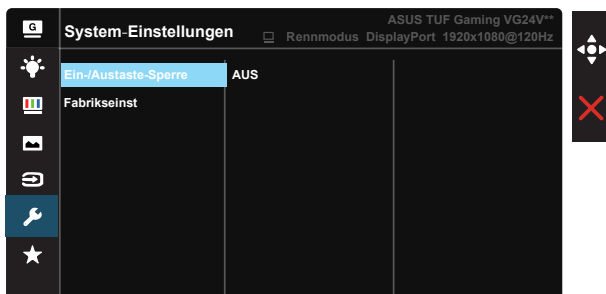 G
System-Einstellungen
ASUS TUF Gaming VG24V**
Rennmodus DisplayPort 1920x1080@120Hz
Ein-/Austaste-Sperre AUS
Fabrikseinst